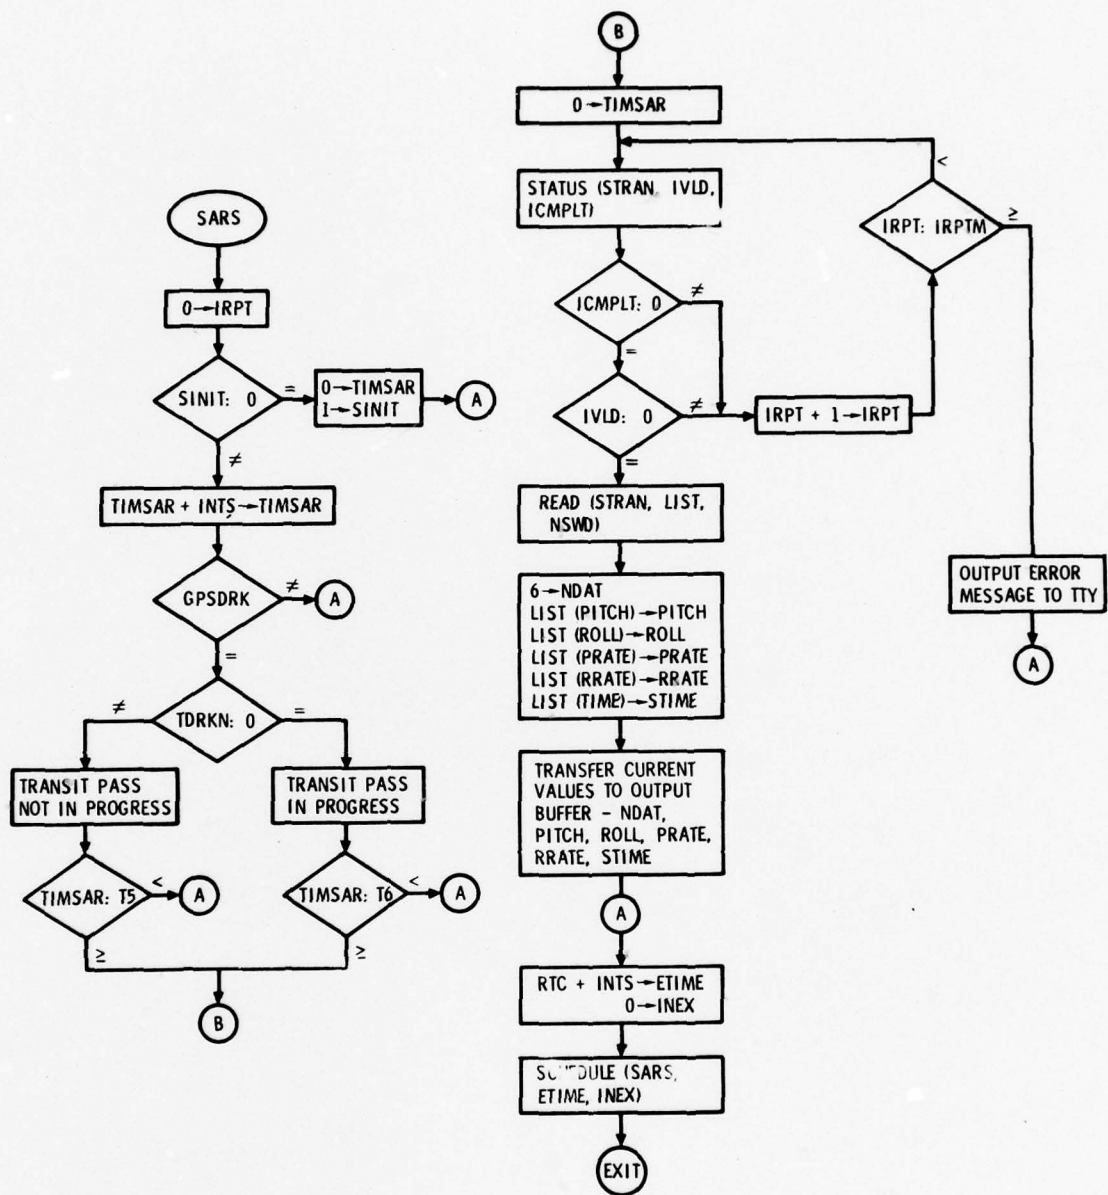 SARS
0→IRPT
SINIT: 0
=
0→TIMSAR
1→SINIT
A
≠
TIMSAR + INTS→TIMSAR
GPSDRK
≠
A
=
TDRKN: 0
≠
=
TRANSIT PASS
NOT IN PROGRESS
TRANSIT PASS
IN PROGRESS
TIMSAR: T5
<
A
TIMSAR: T6
<
A
≥
≥
B
B
0→TIMSAR
STATUS (STRAN, IVLD,
ICMPLT)
ICMPLT: 0
≠
=
IVLD: 0
≠
=
IRPT + 1→IRPT
IRPT: IRPTM
<
≥
OUTPUT ERROR
MESSAGE TO TTY
A
READ (STRAN, LIST,
NSWD)
6→NDAT
LIST (PITCH)→PITCH
LIST (ROLL)→ROLL
LIST (PRATE)→PRATE
LIST (RRATE)→RRATE
LIST (TIME)→STIME
TRANSFER CURRENT
VALUES TO OUTPUT
BUFFER - NDAT,
PITCH, ROLL, PRATE,
RRATE, STIME
A
RTC + INTS→ETIME
0→INEX
SCHEDULE (SARS,
ETIME, INEX)
EXIT